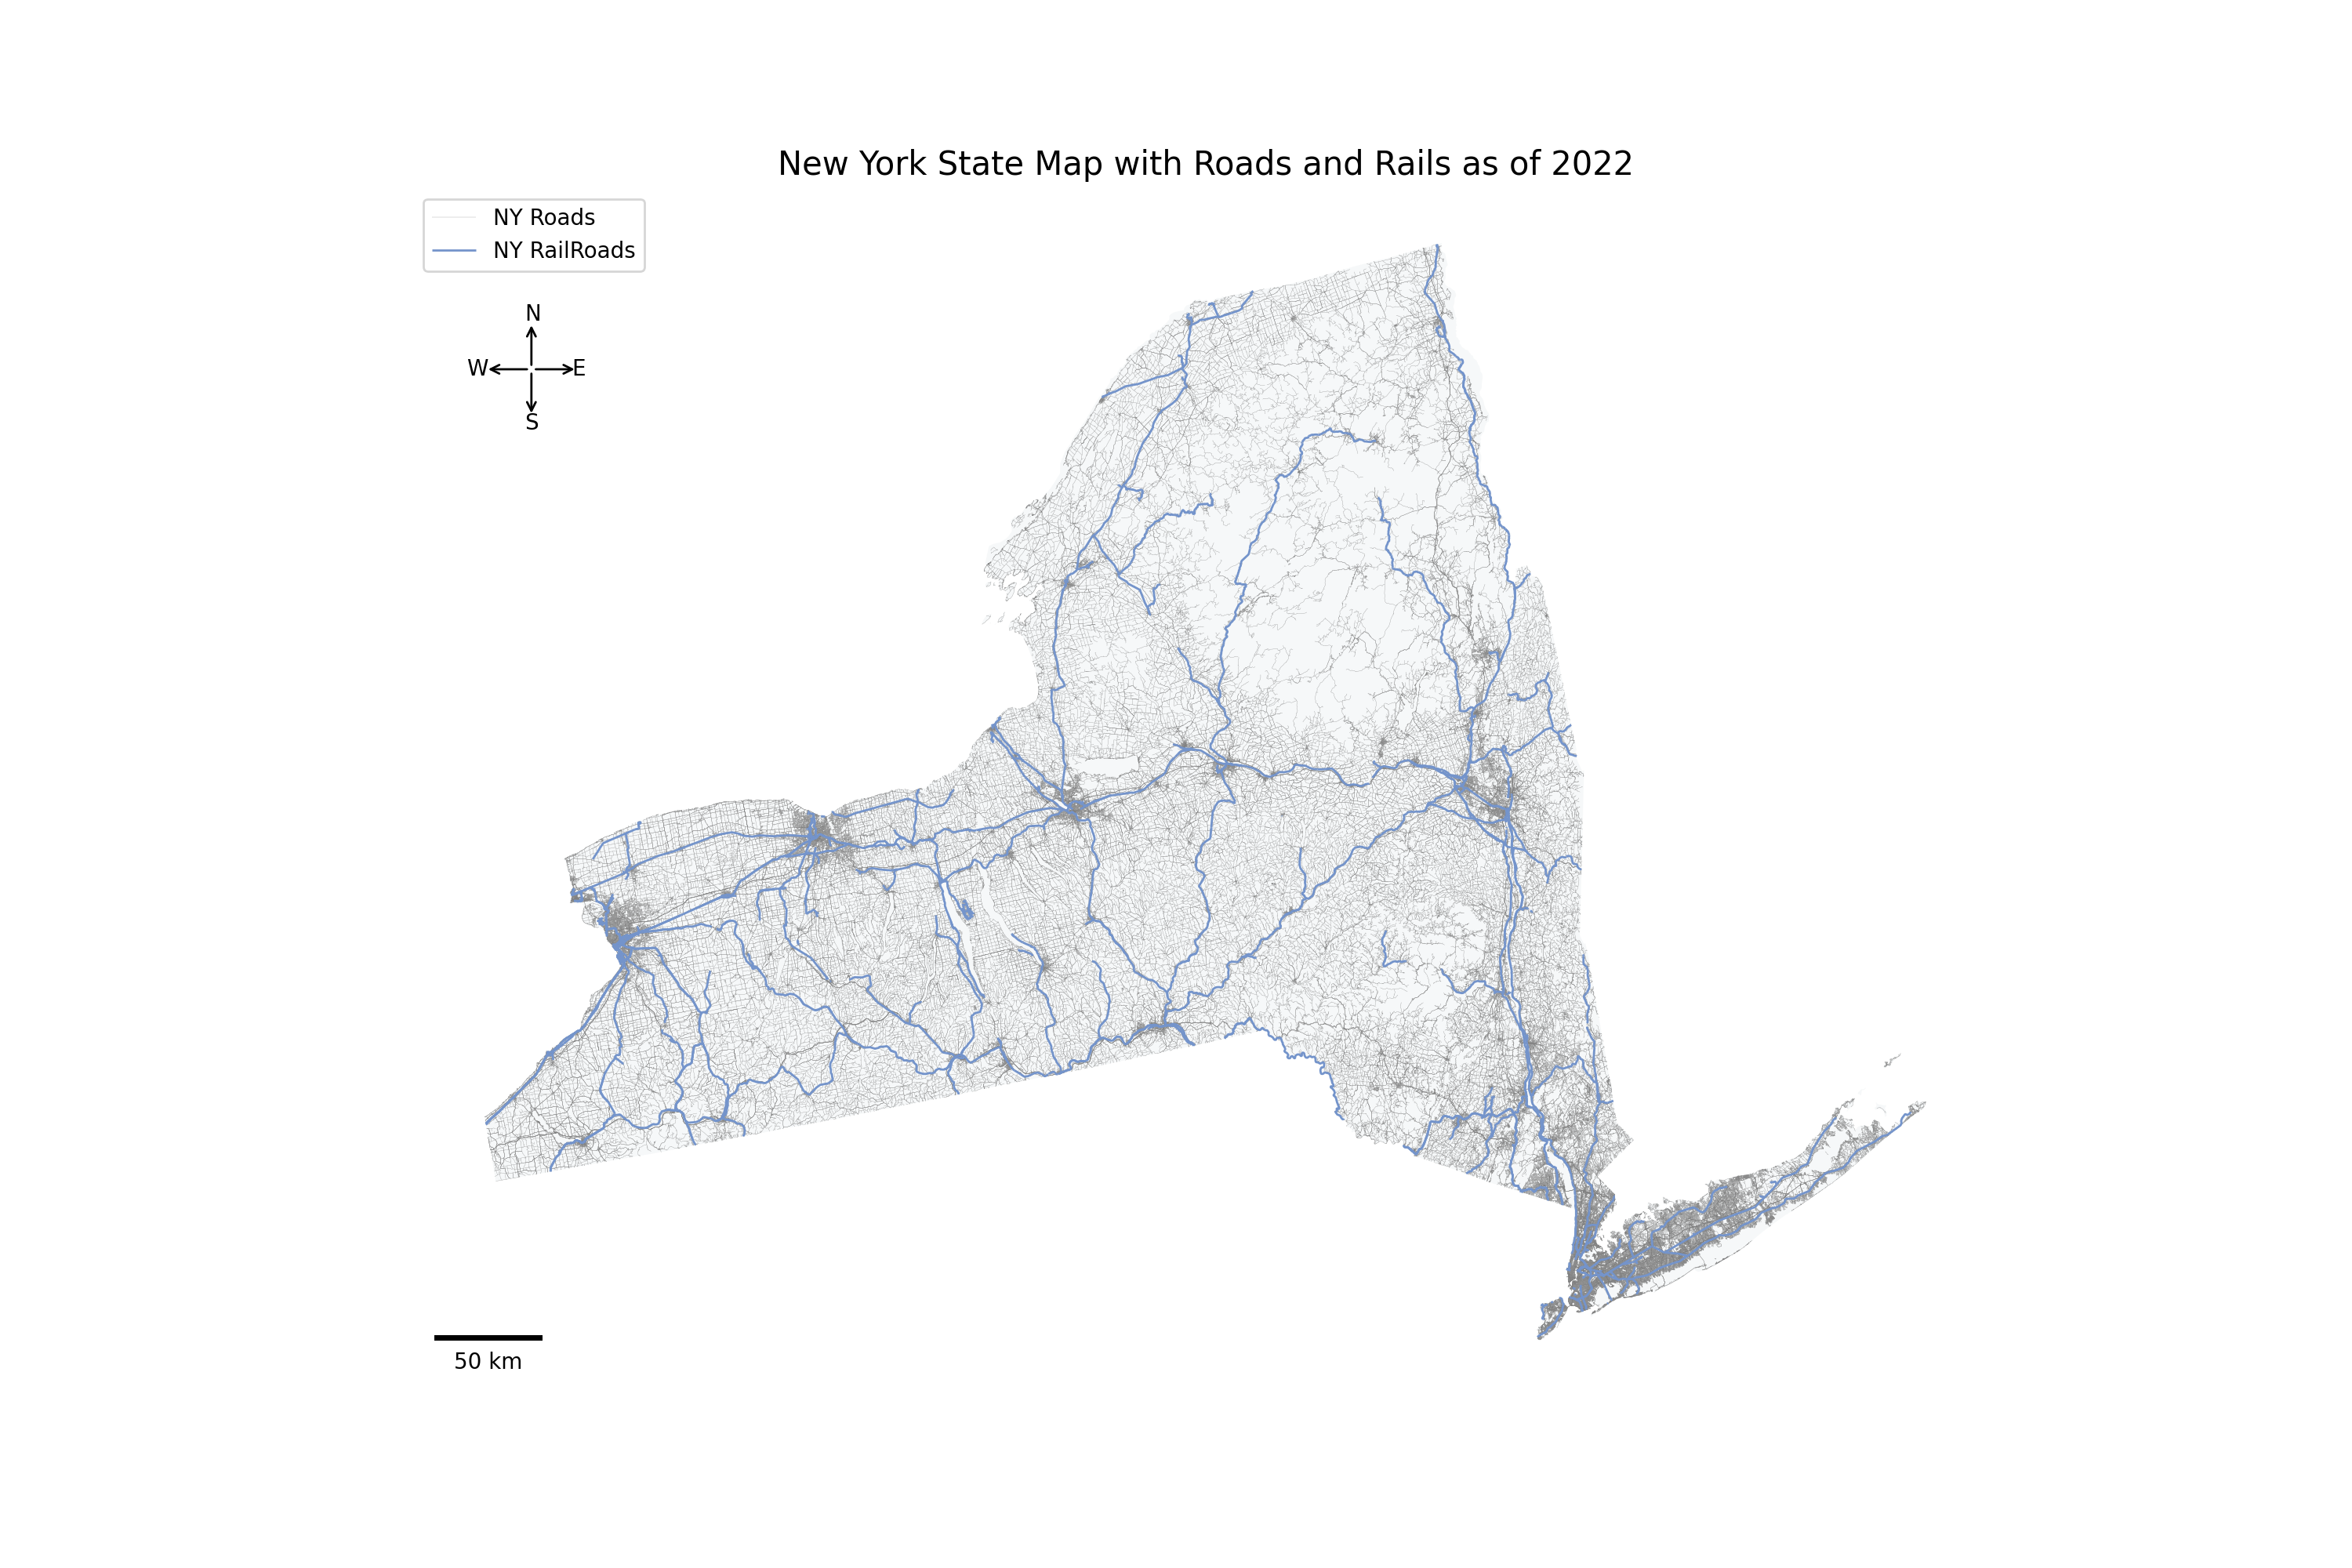 New York State Map with Roads and Rails as of 2022
NY Roads
NY RailRoads
N
W E
S
50 km